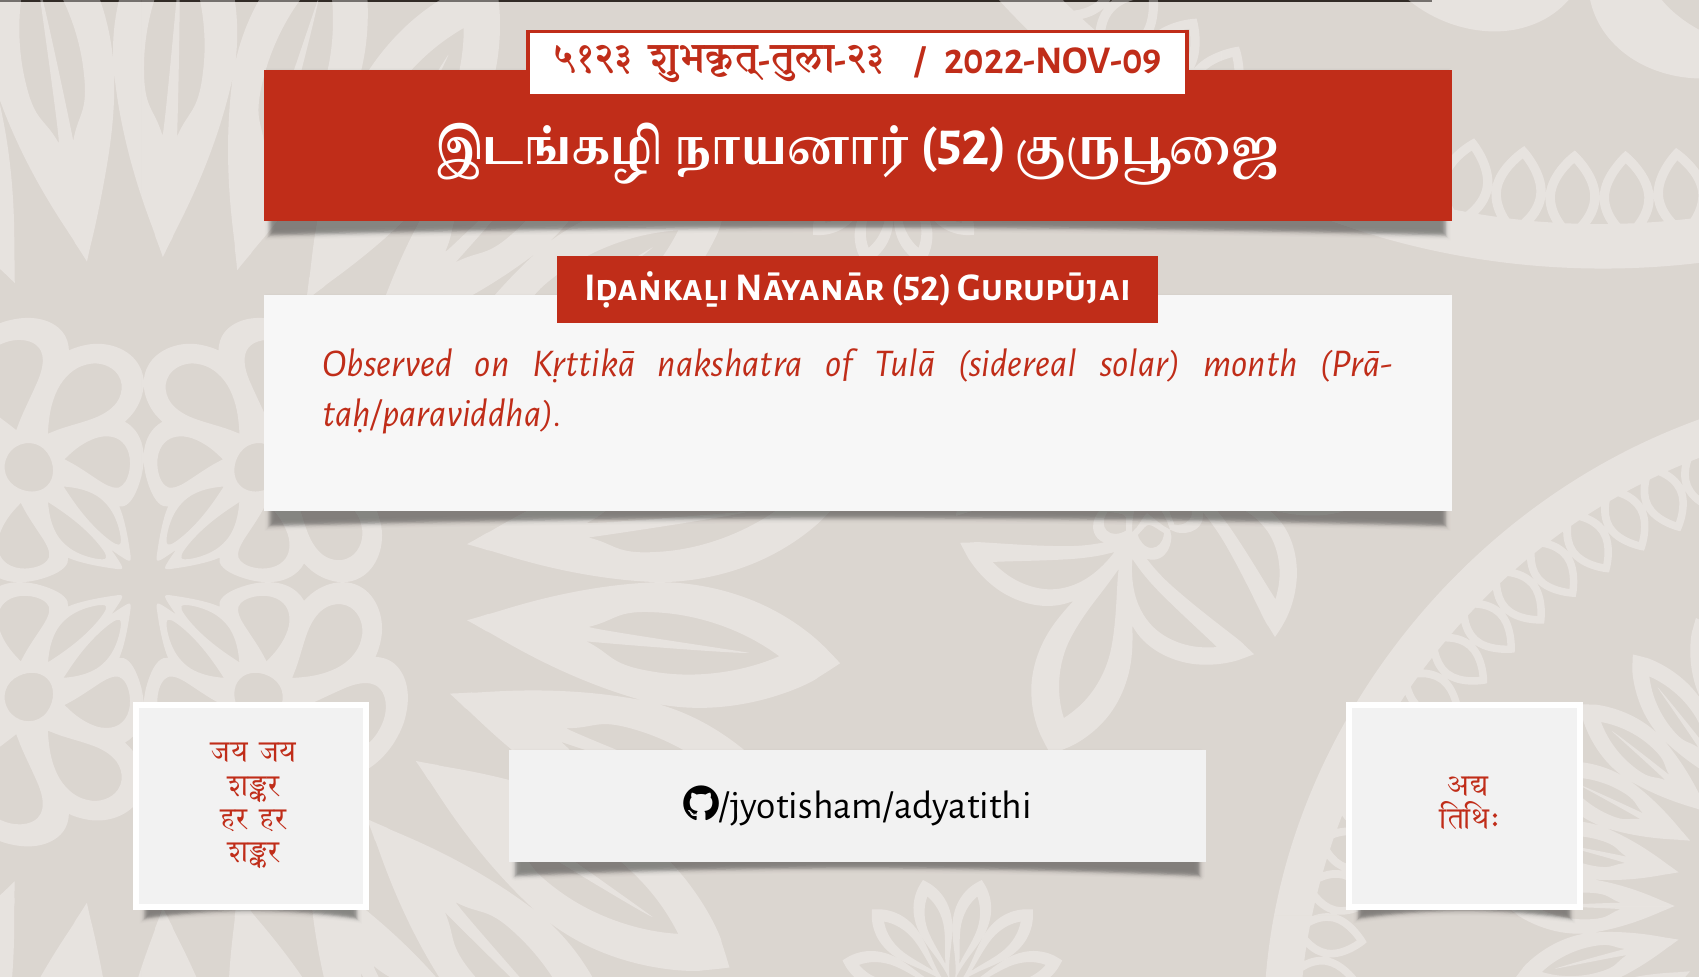 ५१२३ शुभकृत्-तुला-२३ / 2022-NOV-09
இடங்கழி நாயனார் (52) குருபூஜை
Iḍaṅkaḻi Nāyanār (52) Gurupūjai
Observed on Kṛttikā nakshatra of Tulā (sidereal solar) month (Prā-
taḥ/paraviddha).
जय जय
शङ्कर
हर हर
शङ्कर
/jyotisham/adyatithi
अद्य
तिथिः